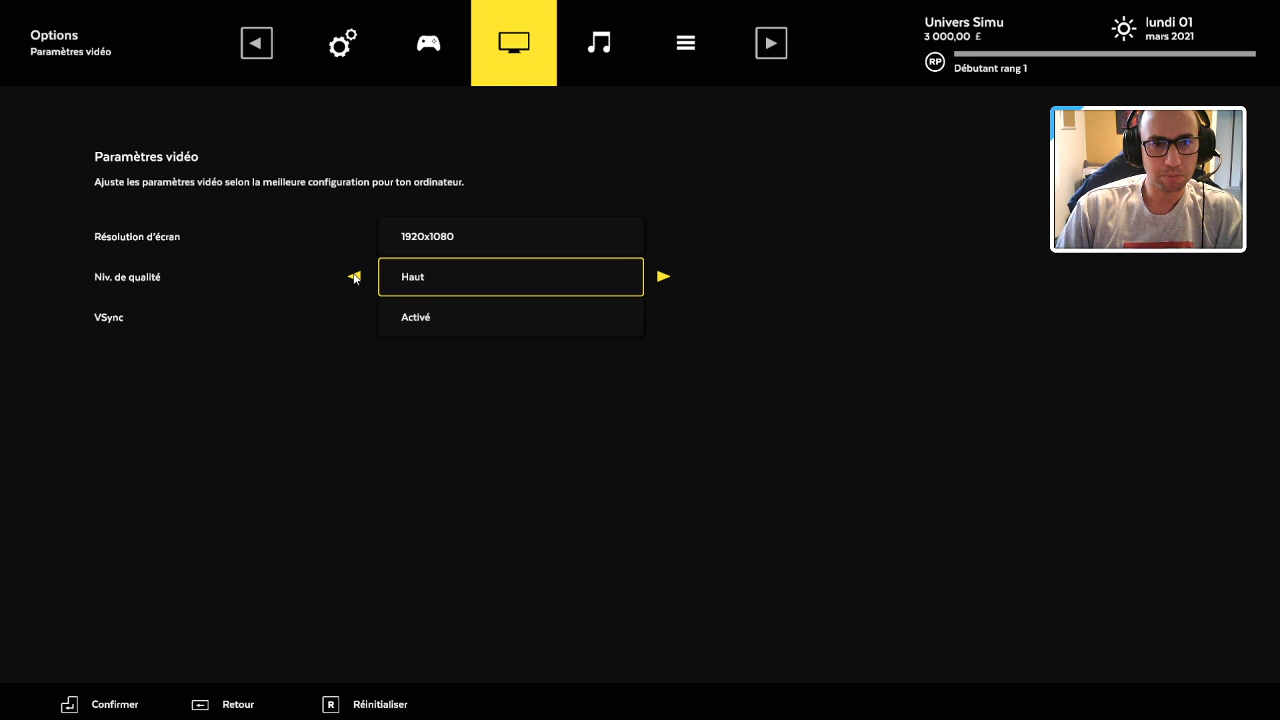 Options
Paramètres vidéo
Univers Simu
3 000,00 £
RP
Débutant rang 1
lundi 01
mars 2021
Paramètres vidéo
Ajuste les paramètres vidéo selon la meilleure configuration pour ton ordinateur.
Résolution d'écran
1920x1080
Niv. de qualité
Haut
VSync
Activé
Confirmer
Retour
R
Réinitialiser